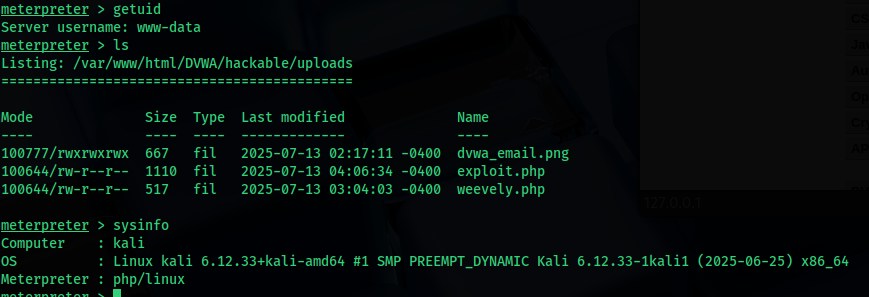 meterpreter > getuid
Server username: www-data
meterpreter > ls
Listing: /var/www/html/DVWA/hackable/uploads
============================================
Mode              Size  Type  Last modified              Name
----              ----  ----  -------------              ----
100777/rwxrwxrwx  667   fil   2025-07-13 02:17:11 -0400  dvwa_email.png
100644/rw-r--r--  1110  fil   2025-07-13 04:06:34 -0400  exploit.php
100644/rw-r--r--  517   fil   2025-07-13 03:04:03 -0400  weevely.php
meterpreter > sysinfo
Computer    : kali
OS          : Linux kali 6.12.33+kali-amd64 #1 SMP PREEMPT_DYNAMIC Kali 6.12.33-1kali1 (2025-06-25) x86_64
Meterpreter : php/linux
meterpreter >
CS
Jav
Au
Op
Cry
AP
127.0.0.1